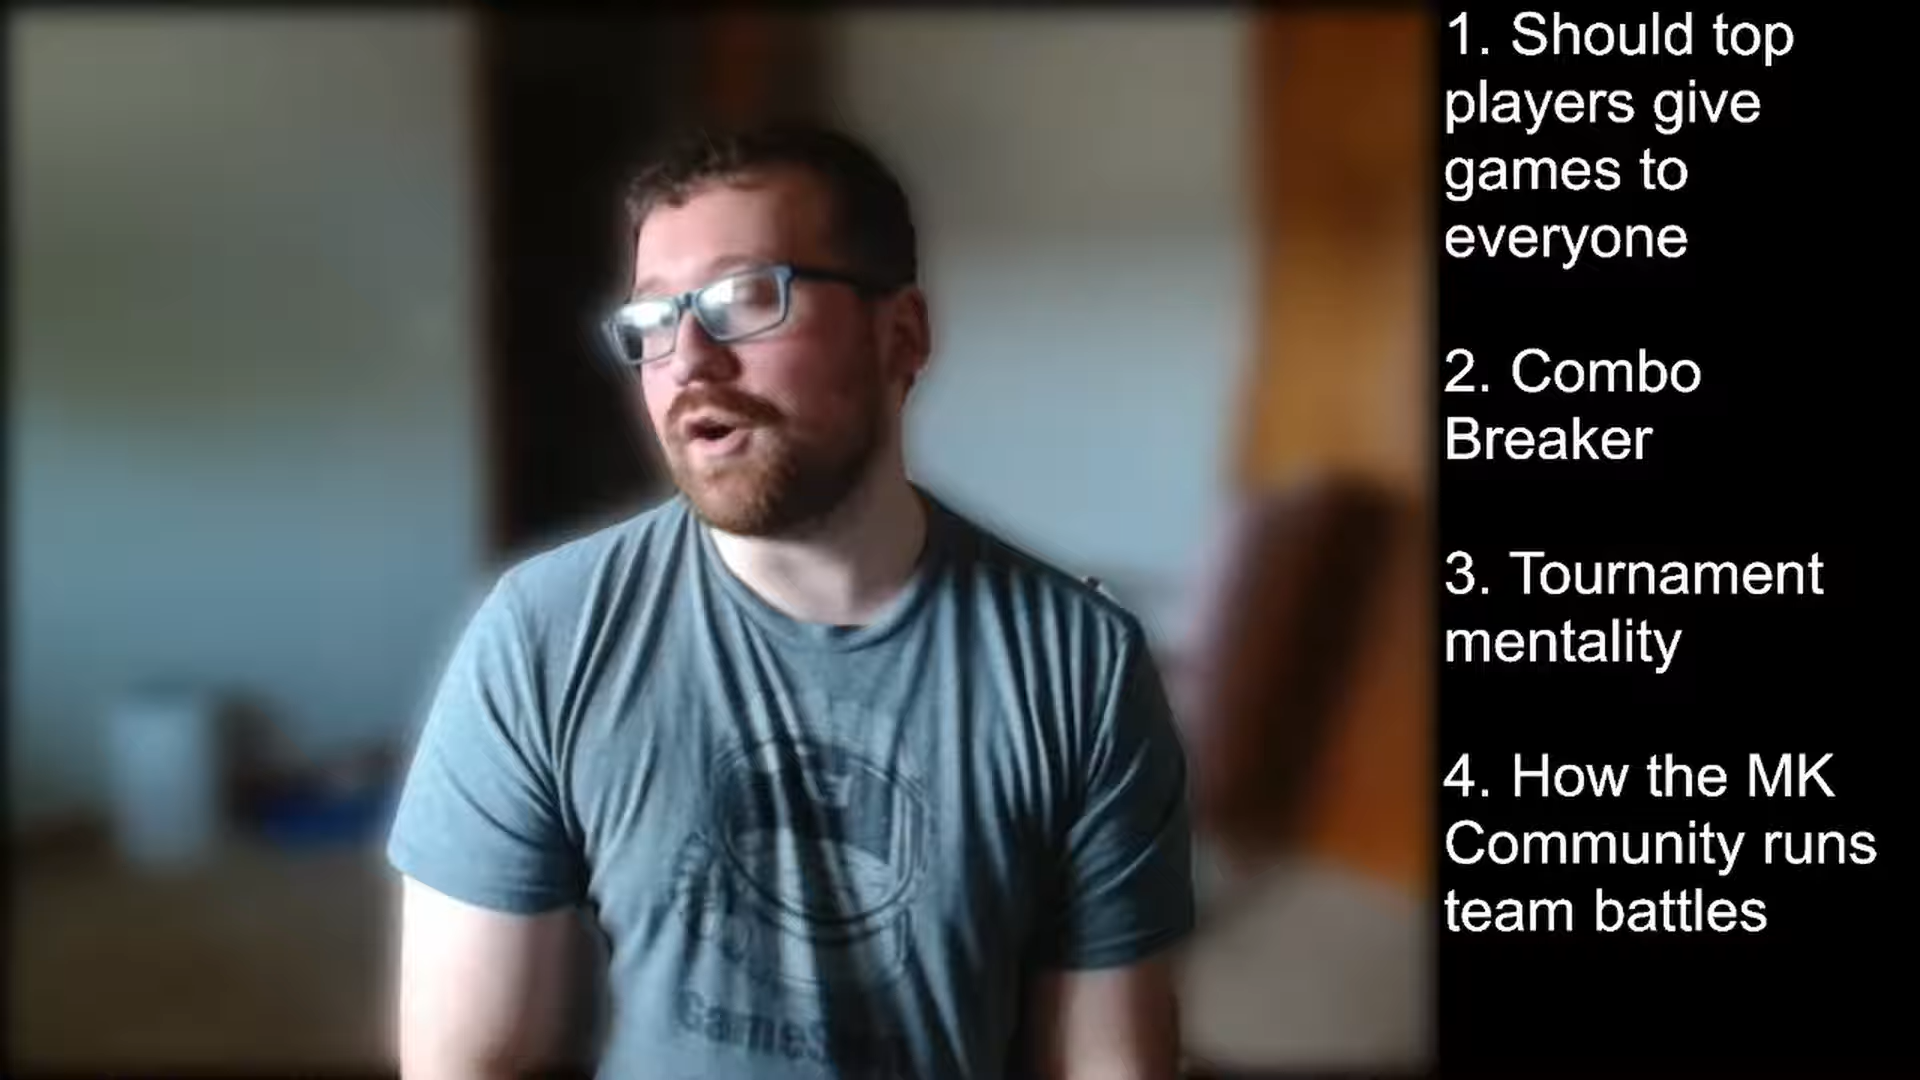 1. Should top
players give
games to
everyone
2. Combo
Breaker
3. Tournament
mentality
4. How the MK
Community runs
team battles